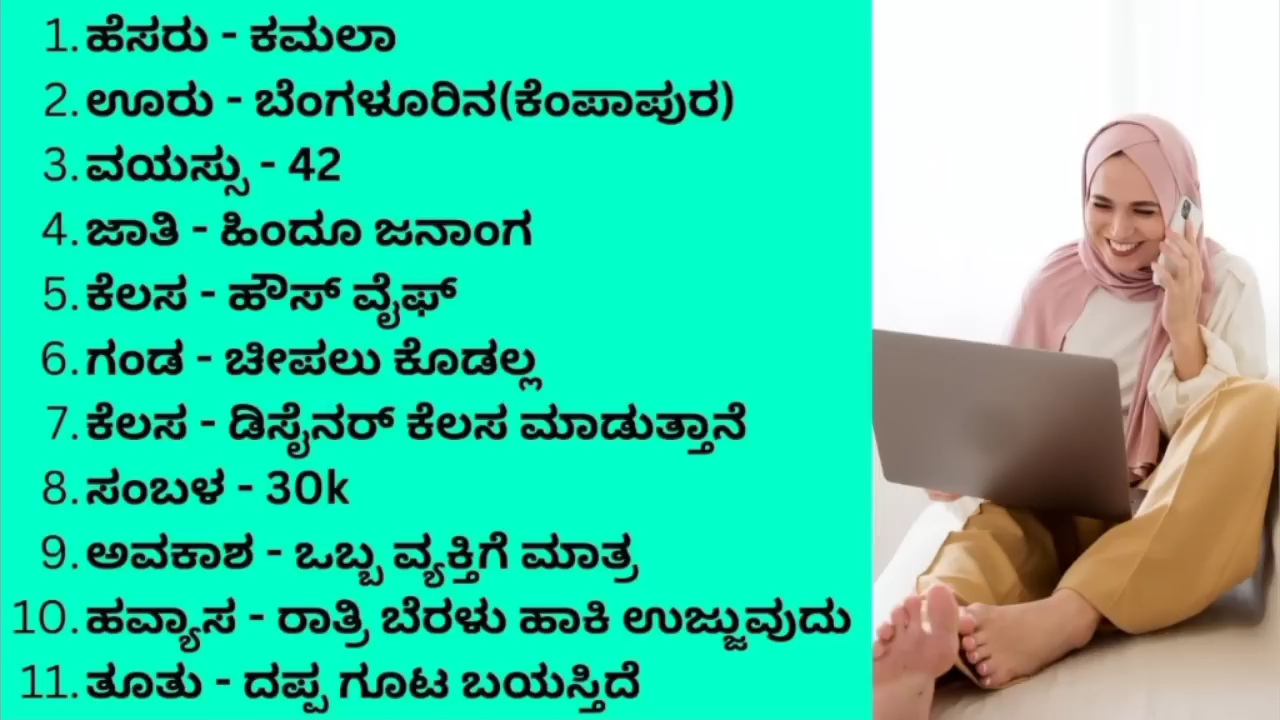 1. ಹೆಸರು - ಕಮಲಾ
2. ಊರು - ಬೆಂಗಳೂರಿನ(ಕೆಂಪಾಪುರ)
3. ವಯಸ್ಸು - 42
4. ಜಾತಿ - ಹಿಂದೂ ಜನಾಂಗ
5. ಕೆಲಸ - ಹೌಸ್ ವೈಫ್
6. ಗಂಡ - ಚೀಪಲು ಕೊಡಲ್ಲ
7. ಕೆಲಸ - ಡಿಸೈನರ್ ಕೆಲಸ ಮಾಡುತ್ತಾನೆ
8. ಸಂಬಳ - 30k
9. ಅವಕಾಶ - ಒಬ್ಬ ವ್ಯಕ್ತಿಗೆ ಮಾತ್ರ
10. ಹವ್ಯಾಸ - ರಾತ್ರಿ ಬೆರಳು ಹಾಕಿ ಉಜ್ಜುವುದು
11. ತೂತು - ದಪ್ಪ ಗೂಟ ಬಯಸ್ತಿದೆ